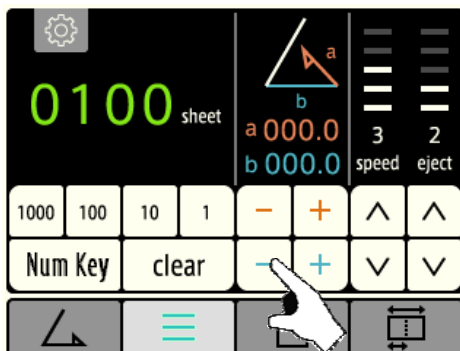 0100 sheet
a
b
a 000.0
b 000.0
3 2
speed eject
1000 100 10 1 − +
Num Key clear − +